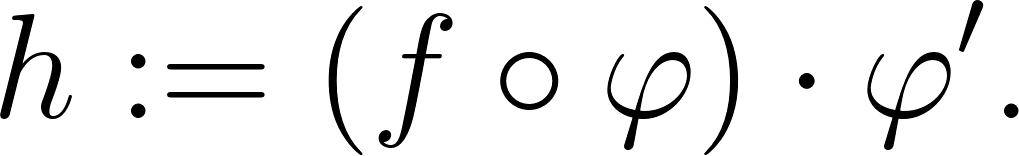 h := (f ∘ φ) · φ′.